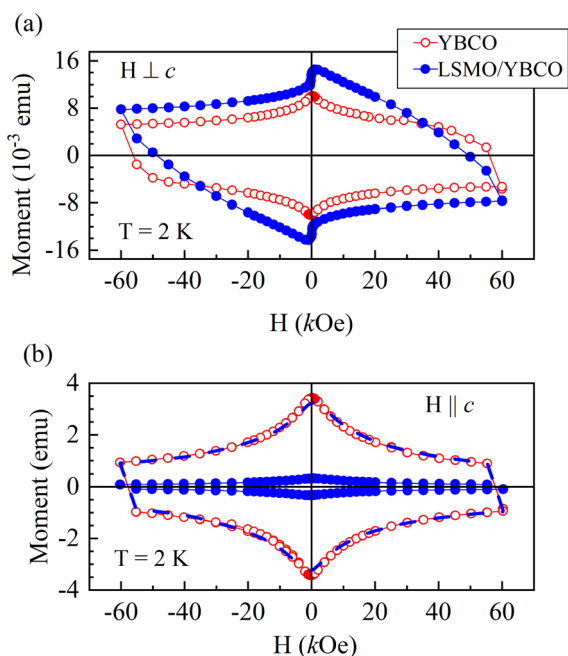 (a)
YBCO
LSMO/YBCO
H ⊥ c
T = 2 K
Moment (10⁻³ emu)
16
8
0
-8
-16
-60 -40 -20 0 20 40 60
H (kOe)
(b)
H || c
T = 2 K
Moment (emu)
4
2
0
-2
-4
-60 -40 -20 0 20 40 60
H (kOe)